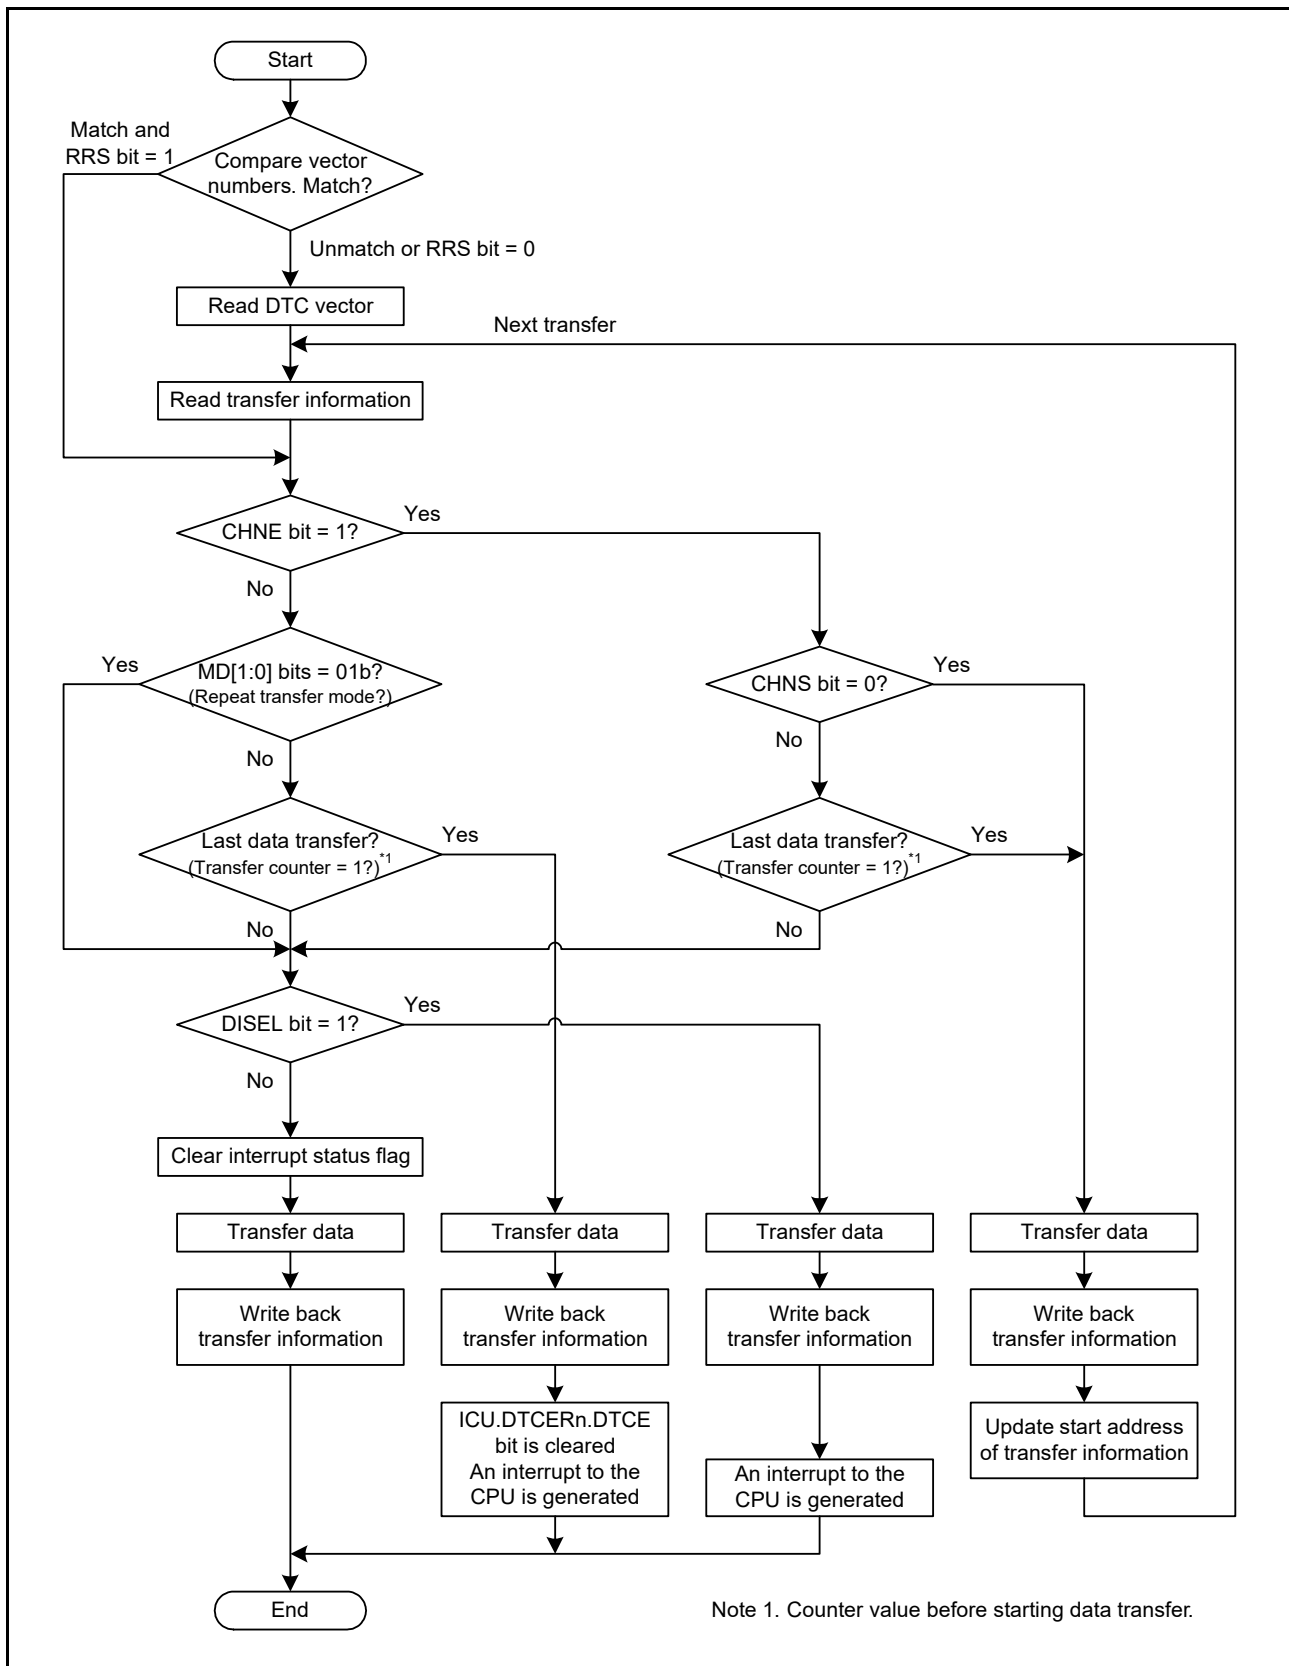 Start
Match and
RRS bit = 1
Compare vector
numbers. Match?
Unmatch or RRS bit = 0
Read DTC vector
Next transfer
Read transfer information
CHNE bit = 1?
Yes
No
Yes
MD[1:0] bits = 01b?
(Repeat transfer mode?)
CHNS bit = 0?
Yes
No
No
Last data transfer?
(Transfer counter = 1?)*1
Yes
Last data transfer?
(Transfer counter = 1?)*1
Yes
No
No
DISEL bit = 1?
Yes
No
Clear interrupt status flag
Transfer data
Transfer data
Transfer data
Transfer data
Write back
transfer information
Write back
transfer information
Write back
transfer information
Write back
transfer information
ICU.DTCERn.DTCE
bit is cleared
An interrupt to the
CPU is generated
An interrupt to the
CPU is generated
Update start address
of transfer information
End
Note 1. Counter value before starting data transfer.